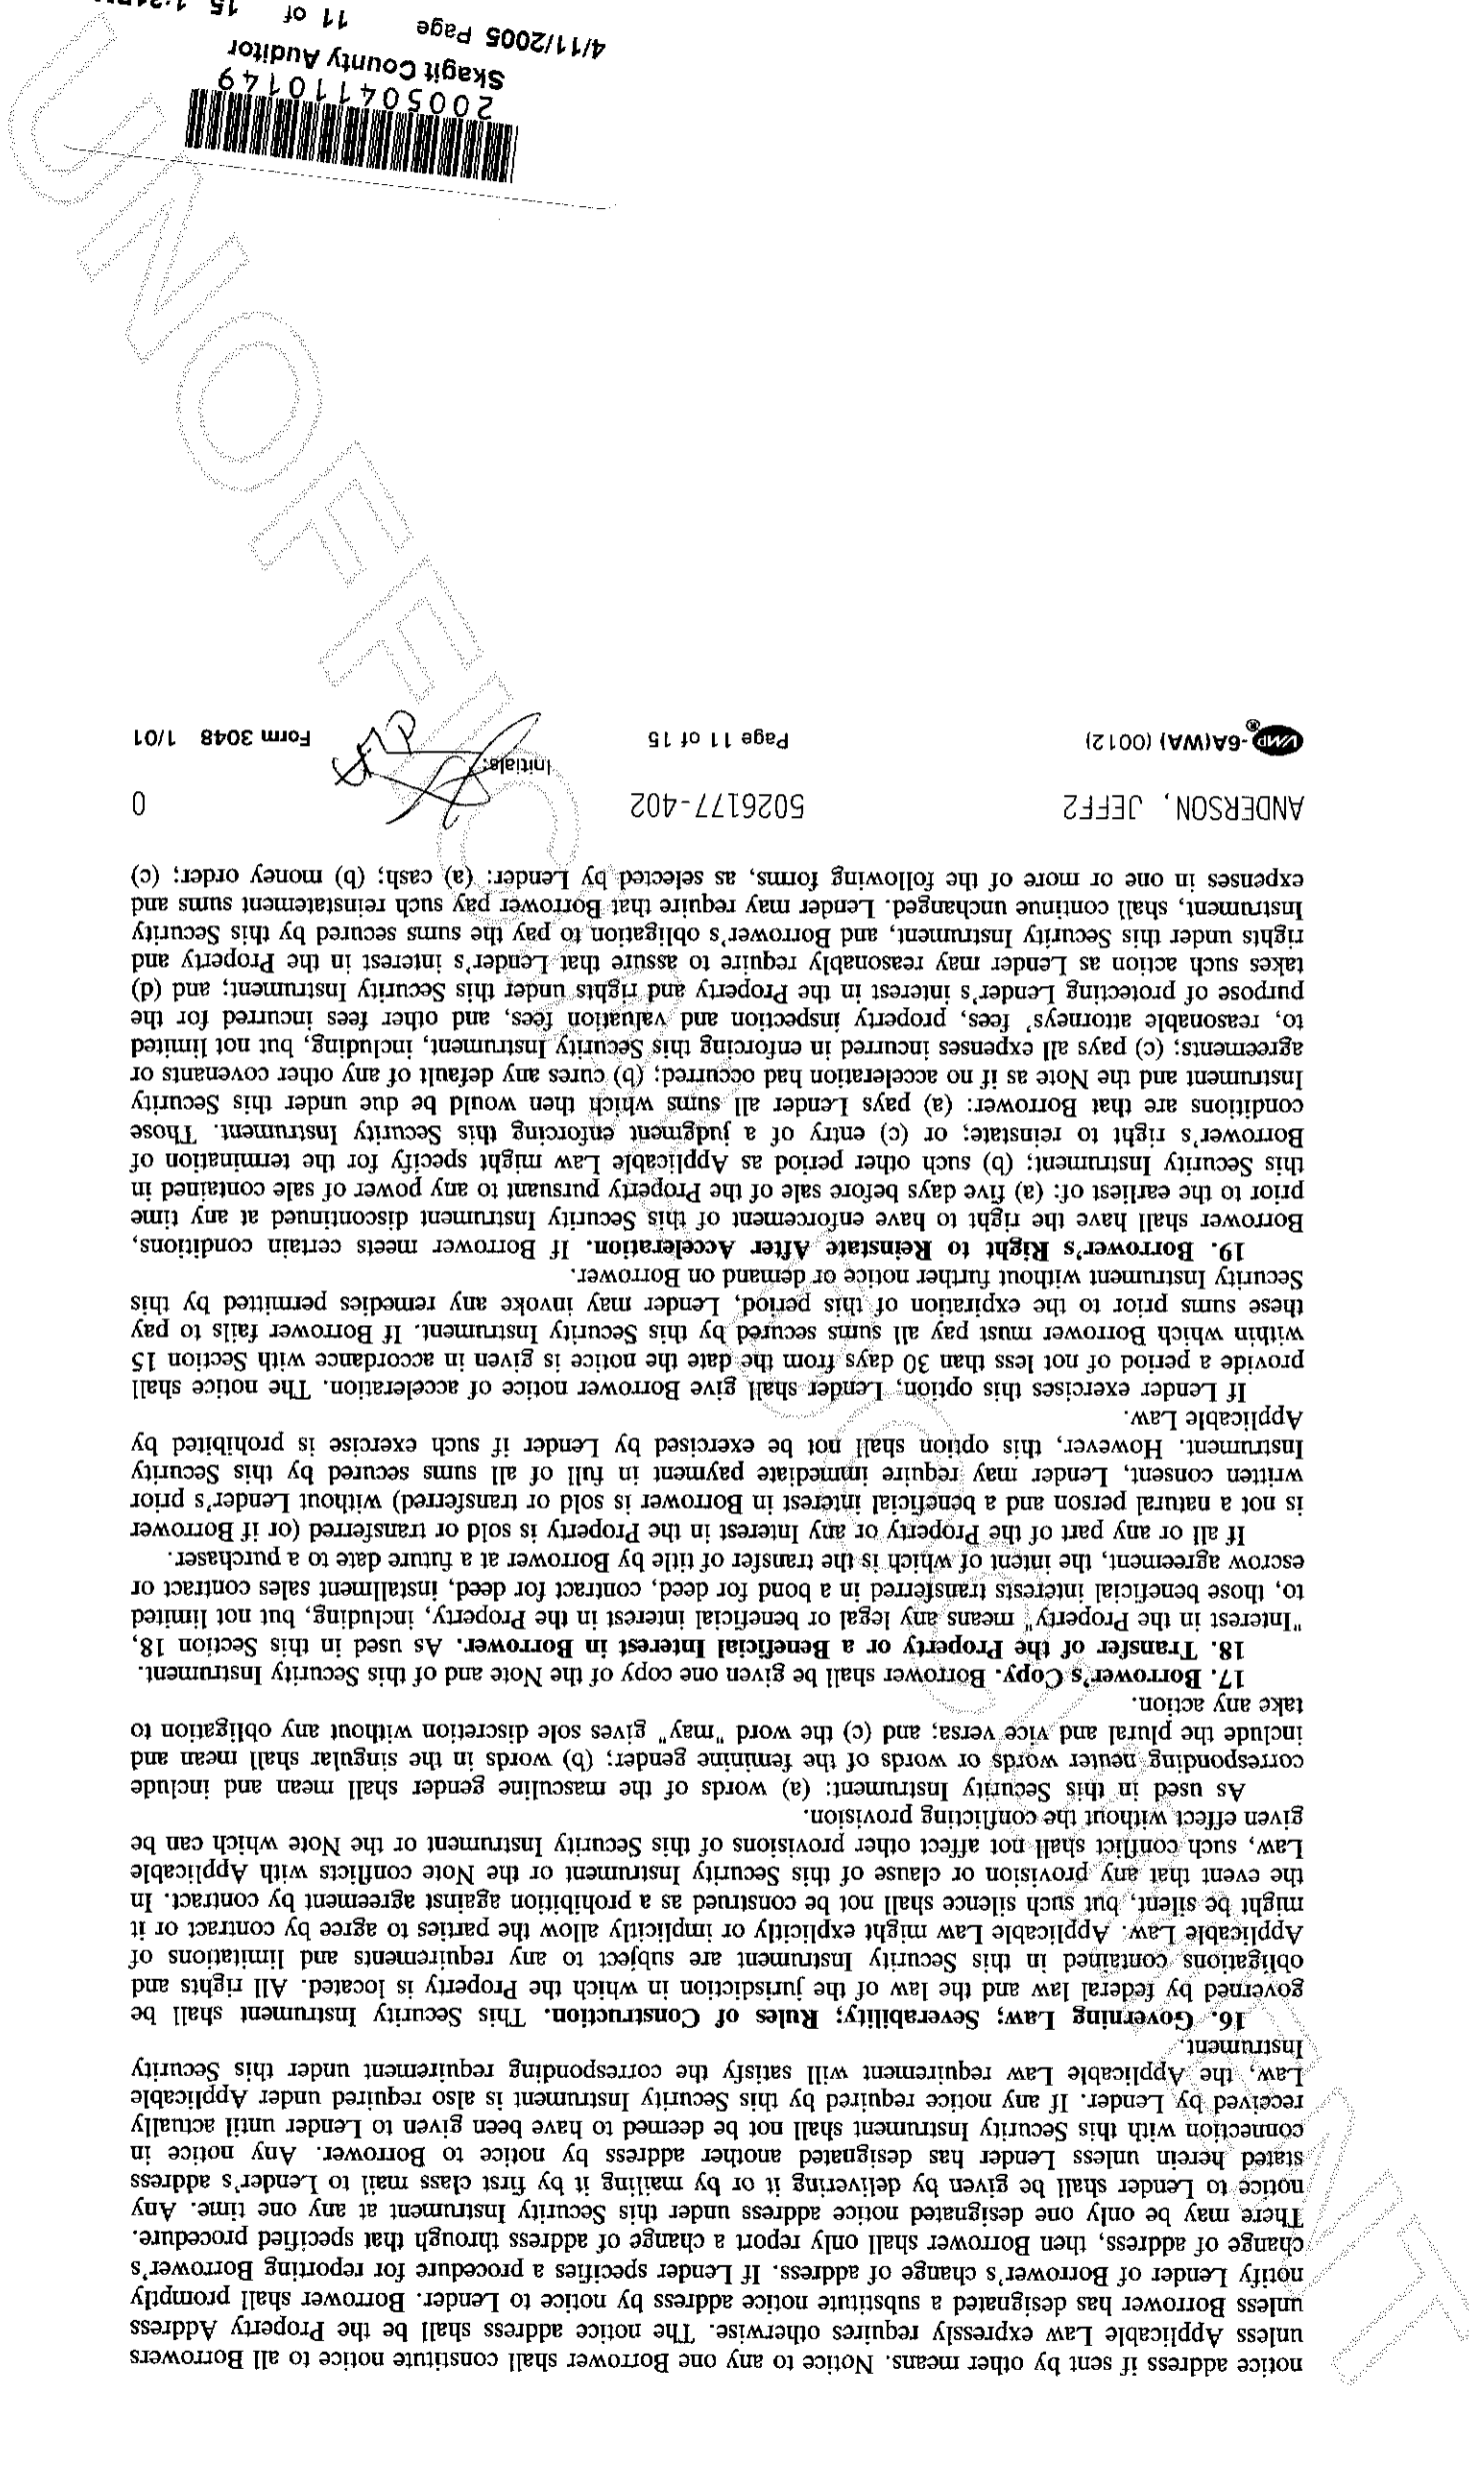 notice address if sent by other means. Notice to any one Borrower shall constitute notice to all Borrowers
unless Applicable Law expressly requires otherwise. The notice address shall be the Property Address
unless Borrower has designated a substitute notice address by notice to Lender. Borrower shall promptly
notify Lender of Borrower's change of address. If Lender specifies a procedure for reporting Borrower's
change of address, then Borrower shall only report a change of address through that specified procedure.
There may be only one designated notice address under this Security Instrument at any one time. Any
notice to Lender shall be given by delivering it or by mailing it by first class mail to Lender's address
stated herein unless Lender has designated another address by notice to Borrower. Any notice in
connection with this Security Instrument shall not be deemed to have been given to Lender until actually
received by Lender. If any notice required by this Security Instrument is also required under Applicable
Law, the Applicable Law requirement will satisfy the corresponding requirement under this Security
Instrument.
16. Governing Law; Severability; Rules of Construction. This Security Instrument shall be
governed by federal law and the law of the jurisdiction in which the Property is located. All rights and
obligations contained in this Security Instrument are subject to any requirements and limitations of
Applicable Law. Applicable Law might explicitly or implicitly allow the parties to agree by contract or it
might be silent, but such silence shall not be construed as a prohibition against agreement by contract. In
the event that any provision or clause of this Security Instrument or the Note conflicts with Applicable
Law, such conflict shall not affect other provisions of this Security Instrument or the Note which can be
given effect without the conflicting provision.
As used in this Security Instrument: (a) words of the masculine gender shall mean and include
corresponding neuter words or words of the feminine gender; (b) words in the singular shall mean and
include the plural and vice versa; and (c) the word "may" gives sole discretion without any obligation to
take any action.
17. Borrower's Copy. Borrower shall be given one copy of the Note and of this Security Instrument.
18. Transfer of the Property or a Beneficial Interest in Borrower. As used in this Section 18,
"Interest in the Property" means any legal or beneficial interest in the Property, including, but not limited
to, those beneficial interests transferred in a bond for deed, contract for deed, installment sales contract or
escrow agreement, the intent of which is the transfer of title by Borrower at a future date to a purchaser.
If all or any part of the Property or any Interest in the Property is sold or transferred (or if Borrower
is not a natural person and a beneficial interest in Borrower is sold or transferred) without Lender's prior
written consent, Lender may require immediate payment in full of all sums secured by this Security
Instrument. However, this option shall not be exercised by Lender if such exercise is prohibited by
Applicable Law.
If Lender exercises this option, Lender shall give Borrower notice of acceleration. The notice shall
provide a period of not less than 30 days from the date the notice is given in accordance with Section 15
within which Borrower must pay all sums secured by this Security Instrument. If Borrower fails to pay
these sums prior to the expiration of this period, Lender may invoke any remedies permitted by this
Security Instrument without further notice or demand on Borrower.
19. Borrower's Right to Reinstate After Acceleration. If Borrower meets certain conditions,
Borrower shall have the right to have enforcement of this Security Instrument discontinued at any time
prior to the earliest of: (a) five days before sale of the Property pursuant to any power of sale contained in
this Security Instrument; (b) such other period as Applicable Law might specify for the termination of
Borrower's right to reinstate; or (c) entry of a judgment enforcing this Security Instrument. Those
conditions are that Borrower: (a) pays Lender all sums which then would be due under this Security
Instrument and the Note as if no acceleration had occurred; (b) cures any default of any other covenants or
agreements; (c) pays all expenses incurred in enforcing this Security Instrument, including, but not limited
to, reasonable attorneys' fees, property inspection and valuation fees, and other fees incurred for the
purpose of protecting Lender's interest in the Property and rights under this Security Instrument; and (d)
takes such action as Lender may reasonably require to assure that Lender's interest in the Property and
rights under this Security Instrument, and Borrower's obligation to pay the sums secured by this Security
Instrument, shall continue unchanged. Lender may require that Borrower pay such reinstatement sums and
expenses in one or more of the following forms, as selected by Lender: (a) cash; (b) money order; (c)
ANDERSON, JEFF2 5026177-402 0
Initials:
VMP®-6A(WA) (0012) Page 11 of 15 Form 3048 1/01
200504110149
Skagit County Auditor
4/11/2005 Page 11 of 15
UNOFFICIAL DOCUMENT